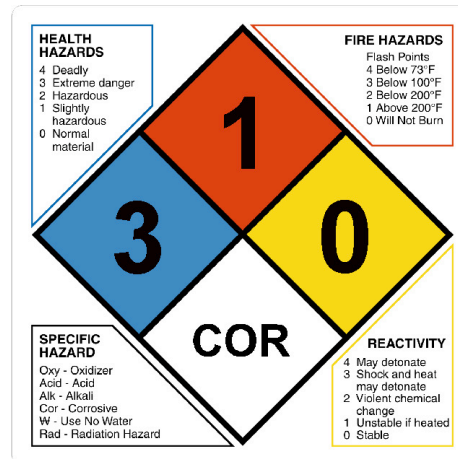 HEALTH
HAZARDS
4 Deadly
3 Extreme danger
2 Hazardous
1 Slightly
hazardous
0 Normal
material
FIRE HAZARDS
Flash Points
4 Below 73°F
3 Below 100°F
2 Below 200°F
1 Above 200°F
0 Will Not Burn
1
3
0
COR
SPECIFIC
HAZARD
Oxy - Oxidizer
Acid - Acid
Alk - Alkali
Cor - Corrosive
W̶ - Use No Water
Rad - Radiation Hazard
REACTIVITY
4 May detonate
3 Shock and heat
may detonate
2 Violent chemical
change
1 Unstable if heated
0 Stable